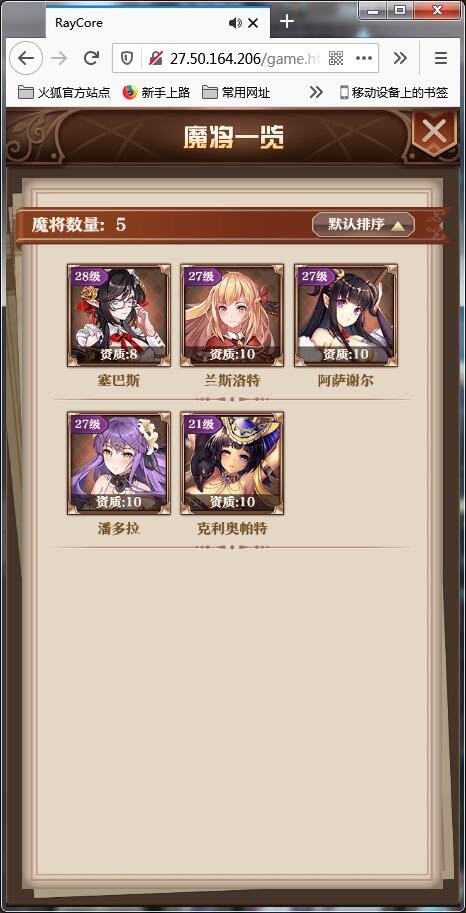 RayCore
27.50.164.206/game.h
火狐官方站点 新手上路 常用网址 移动设备上的书签
魔将一览
魔将数量: 5 默认排序
28级 27级 27级
资质:8 资质:10 资质:10
塞巴斯 兰斯洛特 阿萨谢尔
27级 21级
资质:10 资质:10
潘多拉 克利奥帕特